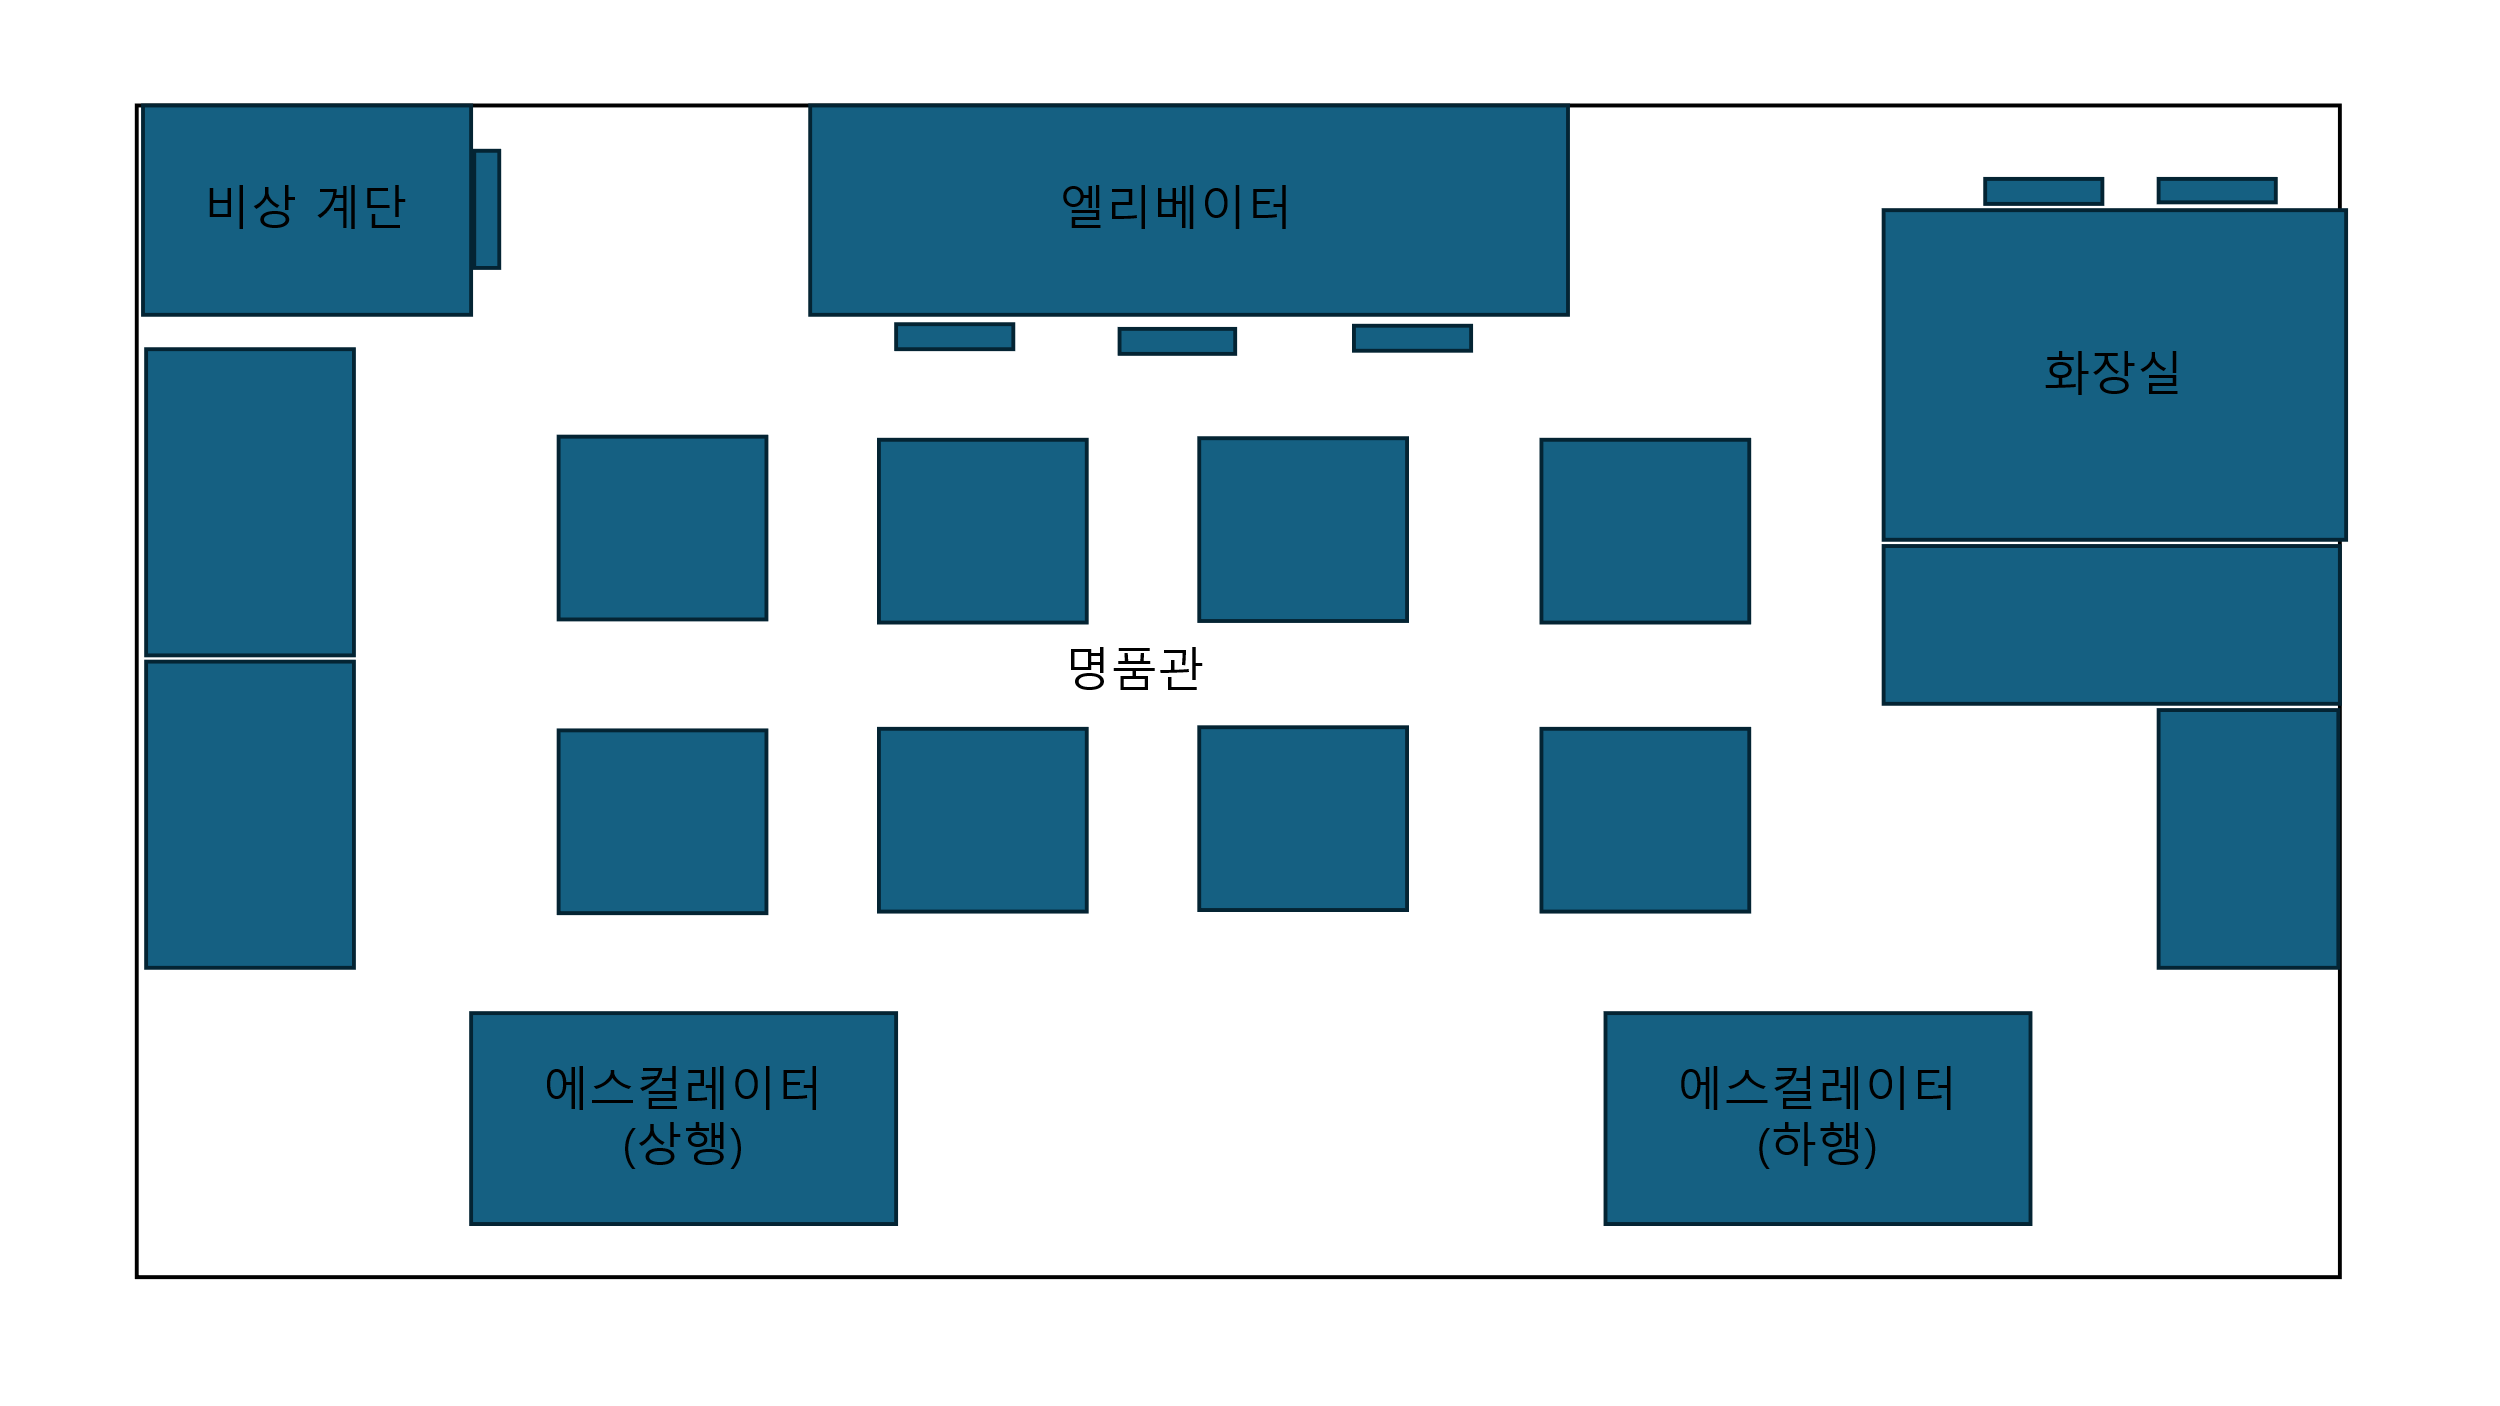 비상 계단
엘리베이터
화장실
명품관
에스컬레이터
(상행)
에스컬레이터
(하행)